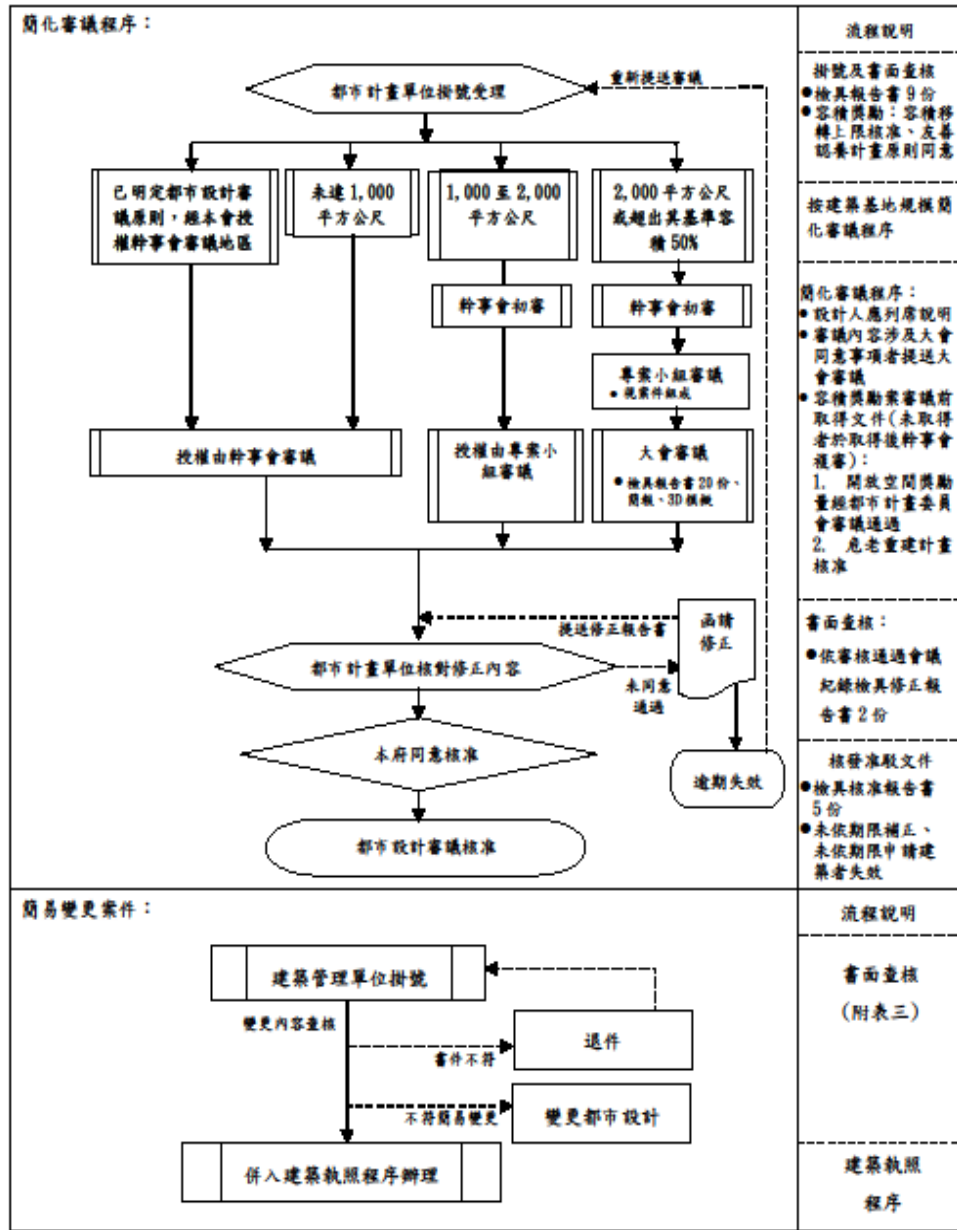 簡化審議程序：
都市計畫單位掛號受理
重新提送審議
已明定都市設計審
議原則，經本會授
權幹事會審議地區
未達 1,000
平方公尺
1,000 至 2,000
平方公尺
2,000 平方公尺
或超出其基準容
積 50%
幹事會初審
幹事會初審
專案小組審議
• 視案件組成
授權由幹事會審議
授權由專案小
組審議
大會審議
• 檢具報告書 20 份、
簡報、3D 模擬
提送修正報告書
函請
修正
都市計畫單位核對修正內容
未同意
通過
本府同意核准
逾期失效
都市設計審議核准
流程說明
掛號及書面查核
●檢具報告書 9 份
●容積獎勵：容積移
轉上限核准、友善
認養計畫原則同意
按建築基地規模簡
化審議程序
簡化審議程序：
● 設計人應列席說明
● 審議內容涉及大會
同意事項者提送大
會審議
● 容積獎勵案審議前
取得文件(未取得
者於取得後幹事會
複審)：
1. 開放空間獎勵
量經都市計畫委員
會審議通過
2. 危老重建計畫
核准
書面查核：
●依審核通過會議
紀錄檢具修正報
告書 2 份
核發准駁文件
●檢具核准報告書
5 份
●未依期限補正、
未依期限申請建
築者失效
簡易變更案件：
建築管理單位掛號
變更內容查核
退件
書件不符
變更都市設計
不符簡易變更
併入建築執照程序辦理
流程說明
書面查核
(附表三)
建築執照
程序